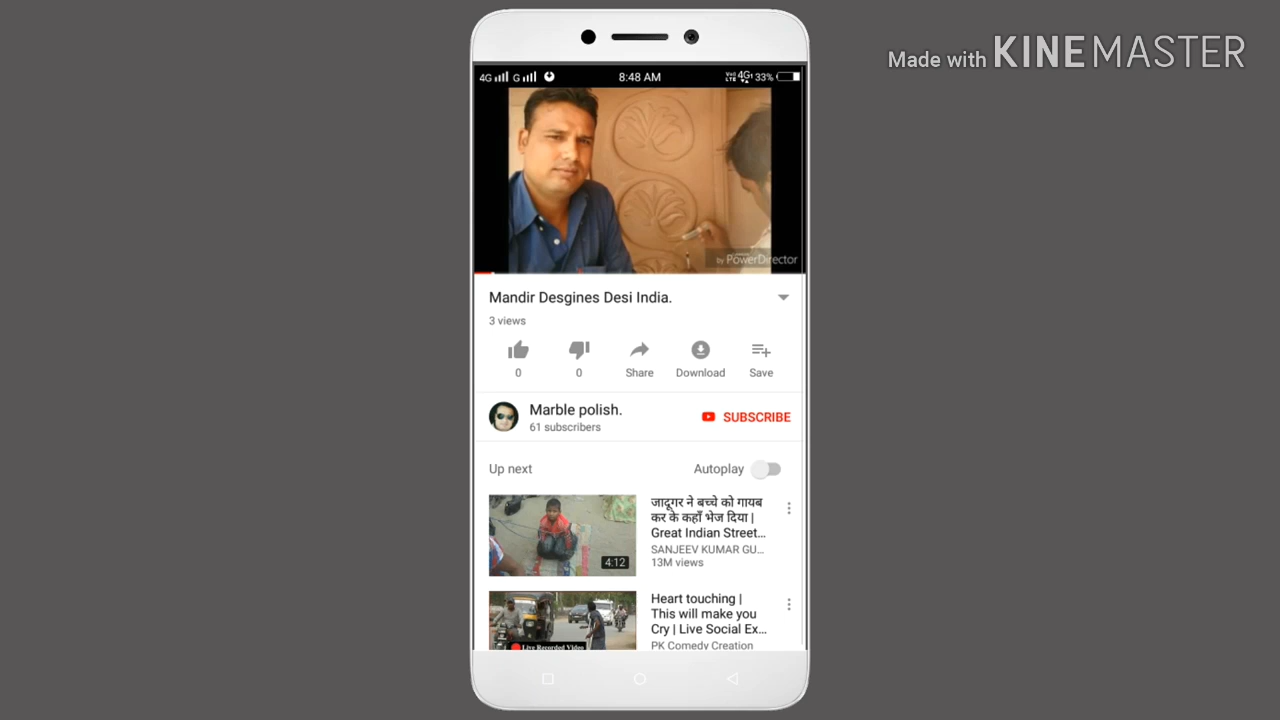 Made with KINEMASTER
4G G 8:48 AM VoLTE 4G 33%
by PowerDirector
Mandir Desgines Desi India.
3 views
0 0 Share Download Save
Marble polish.
SUBSCRIBE
61 subscribers
Up next Autoplay
जादूगर ने बच्चे को गायब
कर के कहाँ भेज दिया |
Great Indian Street...
SANJEEV KUMAR GU...
13M views
4:12
Heart touching |
This will make you
Cry | Live Social Ex...
PK Comedy Creation
Live Recorded Video